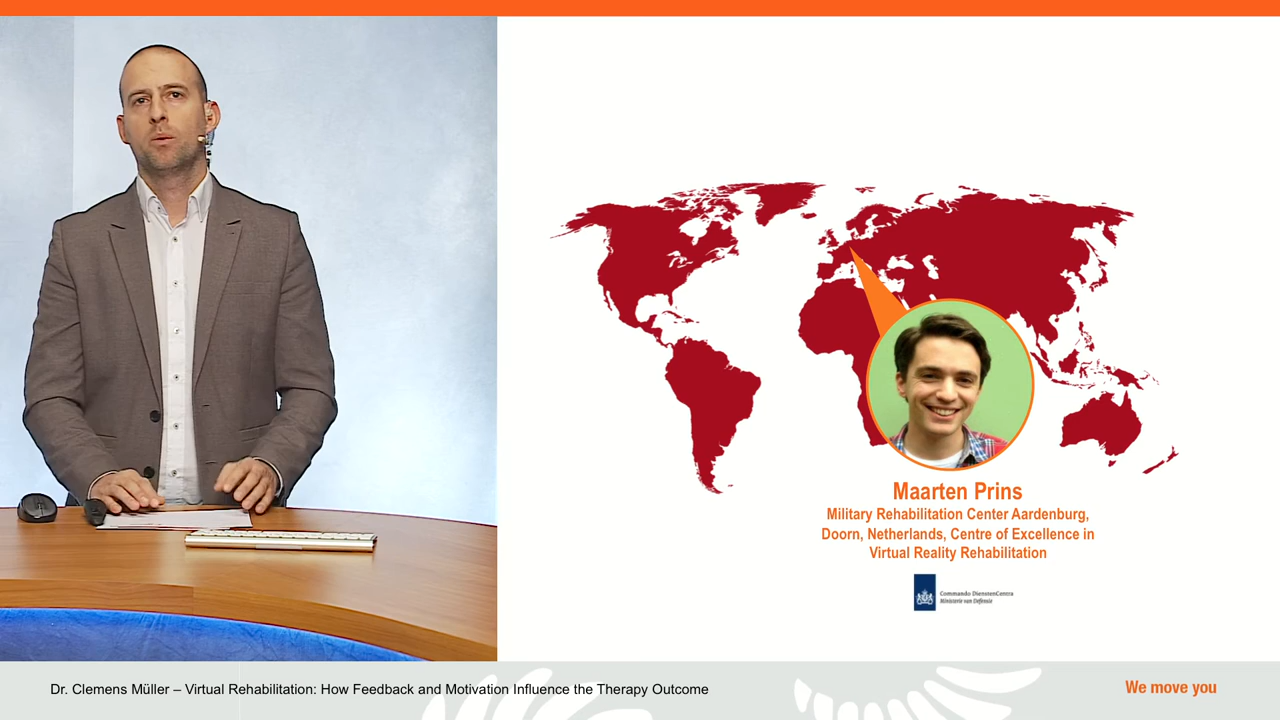 Maarten Prins
Military Rehabilitation Center Aardenburg,
Doorn, Netherlands, Centre of Excellence in
Virtual Reality Rehabilitation
Commando DienstenCentra
Ministerie van Defensie
Dr. Clemens Müller – Virtual Rehabilitation: How Feedback and Motivation Influence the Therapy Outcome
We move you